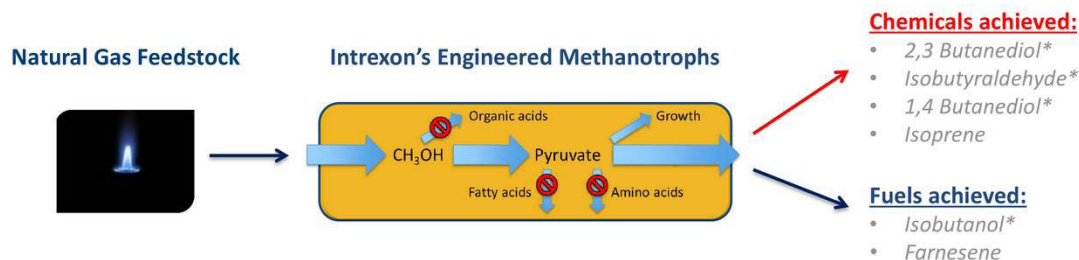 Natural Gas Feedstock
Intrexon's Engineered Methanotrophs
Organic acids
Growth
CH₃OH
Pyruvate
Fatty acids
Amino acids
Chemicals achieved:
• 2,3 Butanediol*
• Isobutyraldehyde*
• 1,4 Butanediol*
• Isoprene
Fuels achieved:
• Isobutanol*
• Farnesene